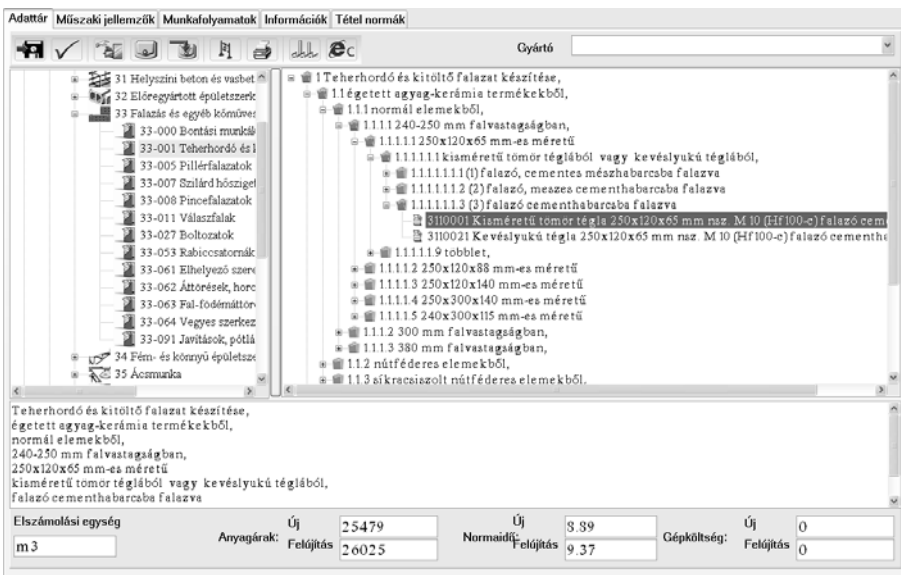 Adattár Műszaki jellemzők Munkafolyamatok Információk Tétel normák
Gyártó
31 Helyszíni beton és vasbet
32 Előregyártott épületszerk
33 Falazás és egyéb kőműves
33-000 Bontási munkál
33-001 Teherhordó és k
33-005 Pillérfalazatok
33-007 Szilárd hősziget
33-008 Pincefalazatok
33-011 Válaszfalak
33-027 Boltozatok
33-053 Rabiccsatornák
33-061 Elhelyező szere
33-062 Áttörések, horc
33-063 Fal-födémáttör
33-064 Vegyes szerkez
33-091 Javítások, pótlá
34 Fém- és könnyű épületsze
35 Ácsmunka
1 Teherhordó és kitöltő falazat készítése,
1.1 égetett agyag-kerámia termékekből,
1.1.1 normál elemekből,
1.1.1.1 240-250 mm falvastagságban,
1.1.1.1.1 250x120x65 mm-es méretű
1.1.1.1.1.1 kisméretű tömör téglából vagy kevéslyukú téglából,
1.1.1.1.1.1.1 (1) falazó, cementes mészhabarcsba falazva
1.1.1.1.1.1.2 (2) falazó, meszes cementhabarcsba falazva
1.1.1.1.1.1.3 (3) falazó cementhabarcsba falazva
3110001 Kisméretű tömör tégla 250x120x65 mm nsz. M 10 (Hf100-c) falazó cem
3110021 Kevéslyukú tégla 250x120x65 mm nsz. M 10 (Hf100-c) falazó cementha
1.1.1.1.1.9 többlet,
1.1.1.1.2 250x120x88 mm-es méretű
1.1.1.1.3 250x120x140 mm-es méretű
1.1.1.1.4 250x300x140 mm-es méretű
1.1.1.1.5 240x300x115 mm-es méretű
1.1.1.2 300 mm falvastagságban,
1.1.1.3 380 mm falvastagságban,
1.1.2 nútféderes elemekből,
1.1.3 síkracsiszolt nútféderes elemekből,
Teherhordó és kitöltő falazat készítése,
égetett agyag-kerámia termékekből,
normál elemekből,
240-250 mm falvastagságban,
250x120x65 mm-es méretű
kisméretű tömör téglából vagy kevéslyukú téglából,
falazó cementhabarcsba falazva
Elszámolási egység
m3
Anyagárak:
Új 25479
Felújítás 26025
Normaidő:
Új 8.89
Felújítás 9.37
Gépköltség:
Új 0
Felújítás 0